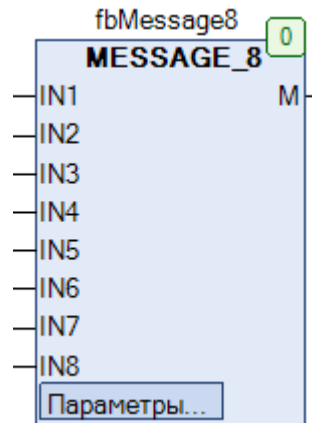 fbMessage8
0
MESSAGE_8
IN1 M
IN2
IN3
IN4
IN5
IN6
IN7
IN8
Параметры...